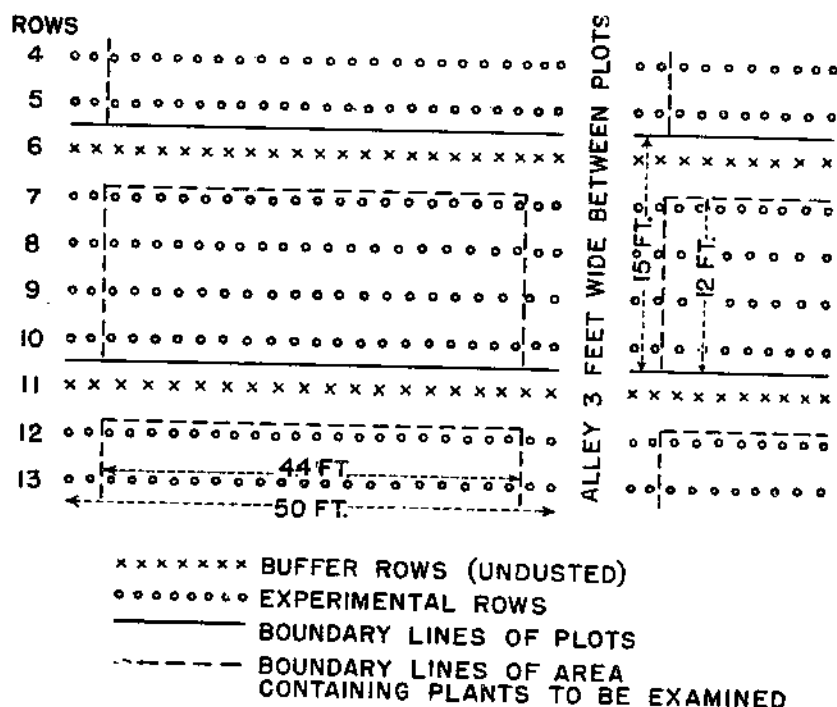 ROWS
4
5
6
7
8
9
10
11
12
13
44 FT.
50 FT.
ALLEY 3 FEET WIDE BETWEEN PLOTS
15 FT.
12 FT.
BUFFER ROWS (UNDUSTED)
EXPERIMENTAL ROWS
BOUNDARY LINES OF PLOTS
BOUNDARY LINES OF AREA
CONTAINING PLANTS TO BE EXAMINED